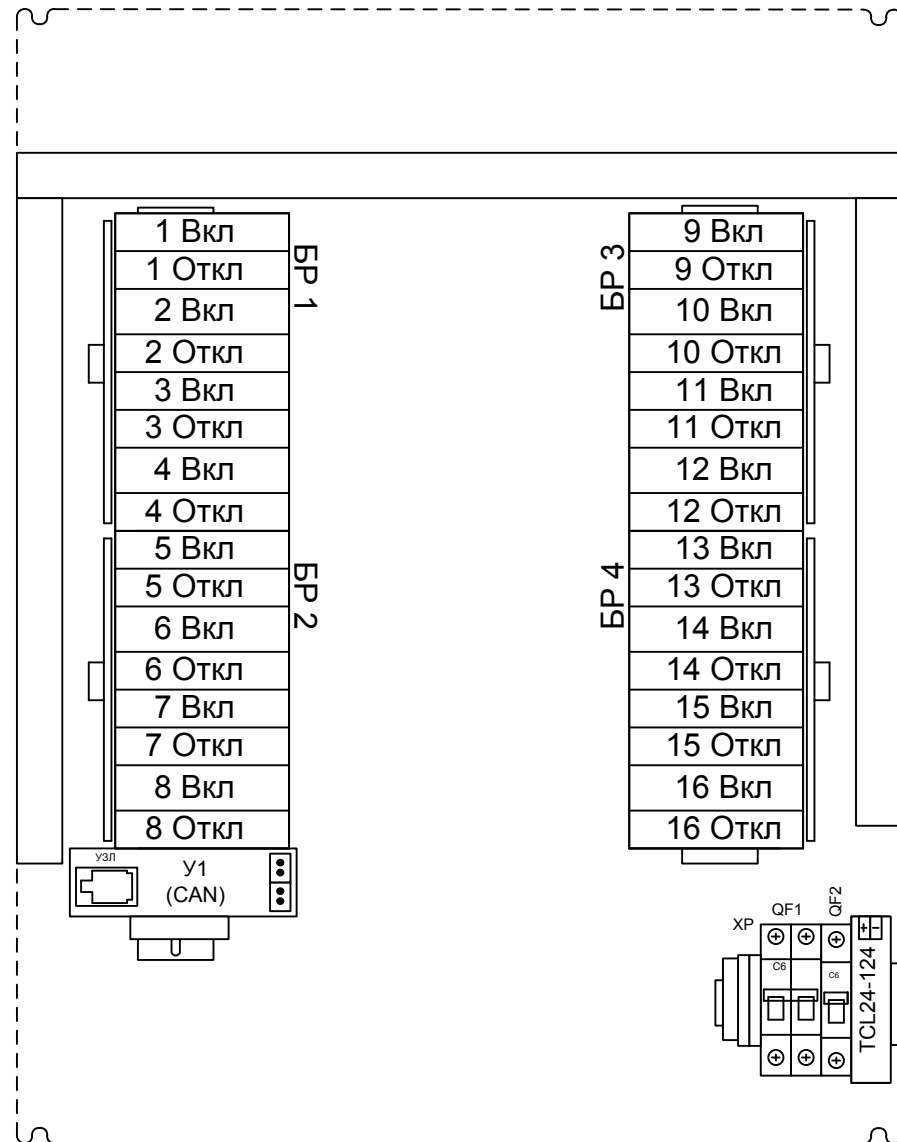 1 Вкл
1 Откл
2 Вкл
2 Откл
3 Вкл
3 Откл
4 Вкл
4 Откл
БР 1
5 Вкл
5 Откл
6 Вкл
6 Откл
7 Вкл
7 Откл
8 Вкл
8 Откл
БР 2
УЗЛ
У1
(CAN)
БР 3
9 Вкл
9 Откл
10 Вкл
10 Откл
11 Вкл
11 Откл
12 Вкл
12 Откл
БР 4
13 Вкл
13 Откл
14 Вкл
14 Откл
15 Вкл
15 Откл
16 Вкл
16 Откл
XP
QF1
QF2
C6
C6
+ −
TCL24-124